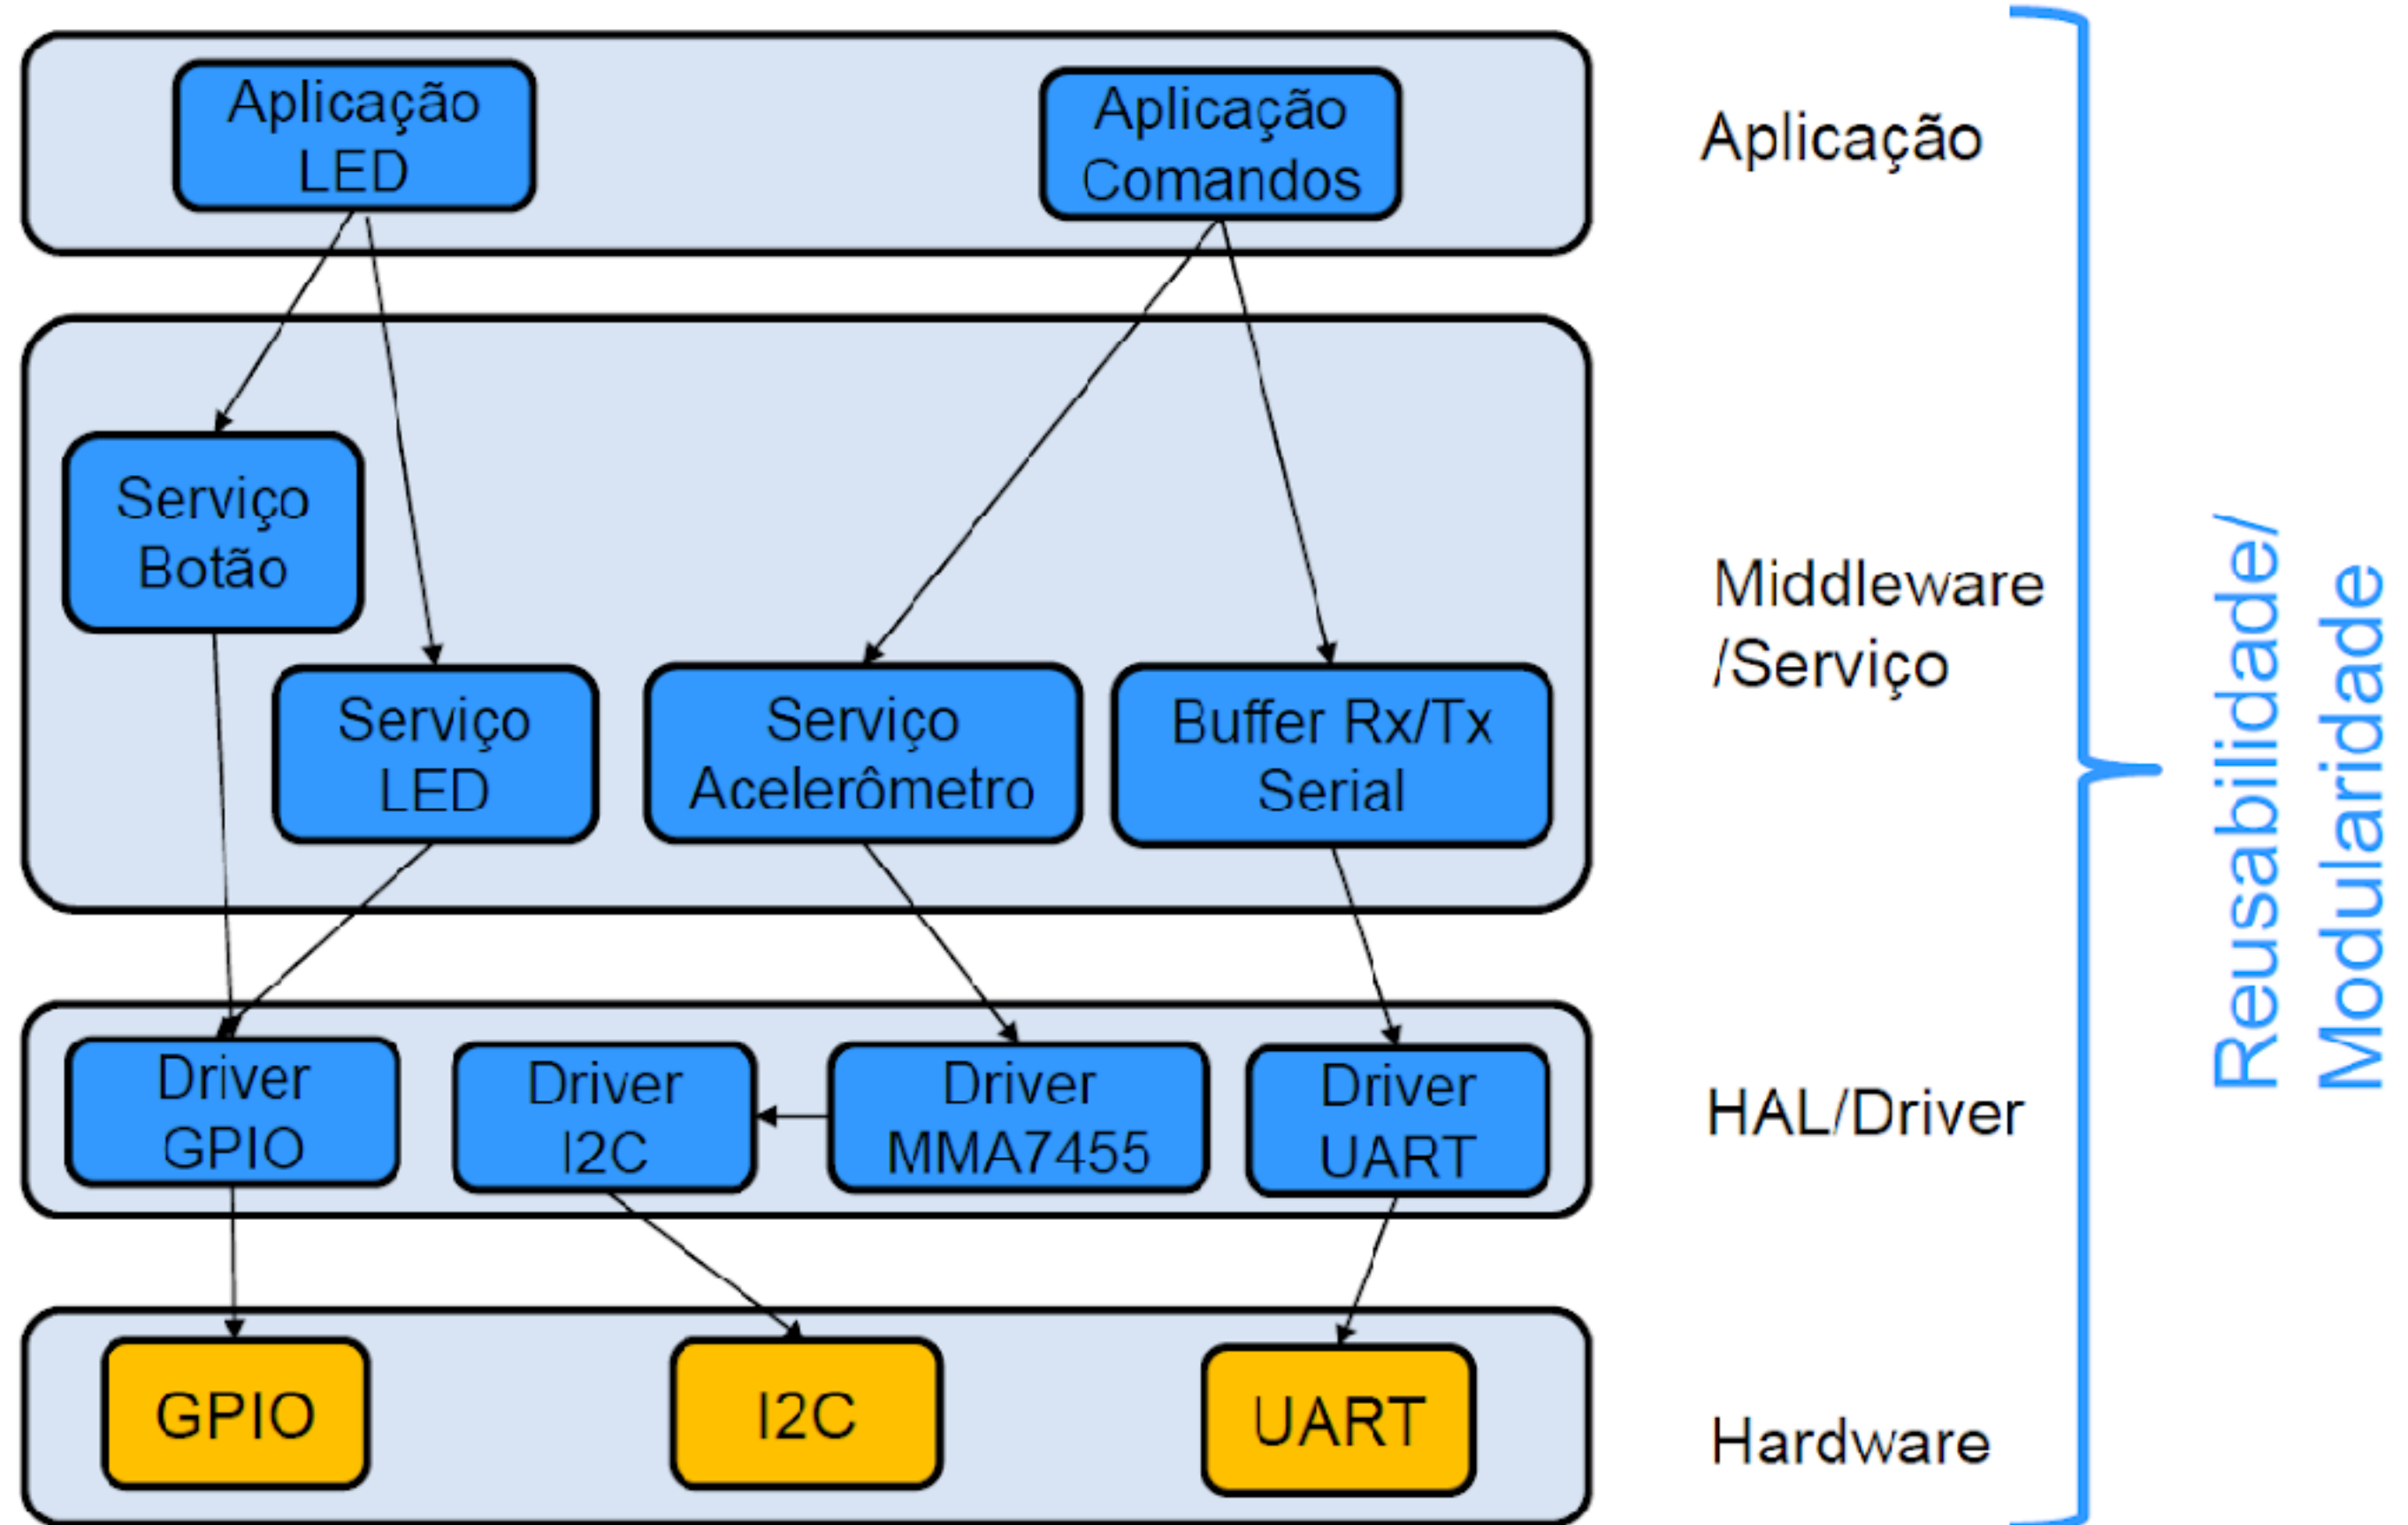 Aplicação
LED
Aplicação
Comandos
Aplicação
Serviço
Botão
Serviço
LED
Serviço
Acelerômetro
Buffer Rx/Tx
Serial
Middleware
/Serviço
Driver
GPIO
Driver
I2C
Driver
MMA7455
Driver
UART
HAL/Driver
GPIO
I2C
UART
Hardware
Reusabilidade/
Modularidade